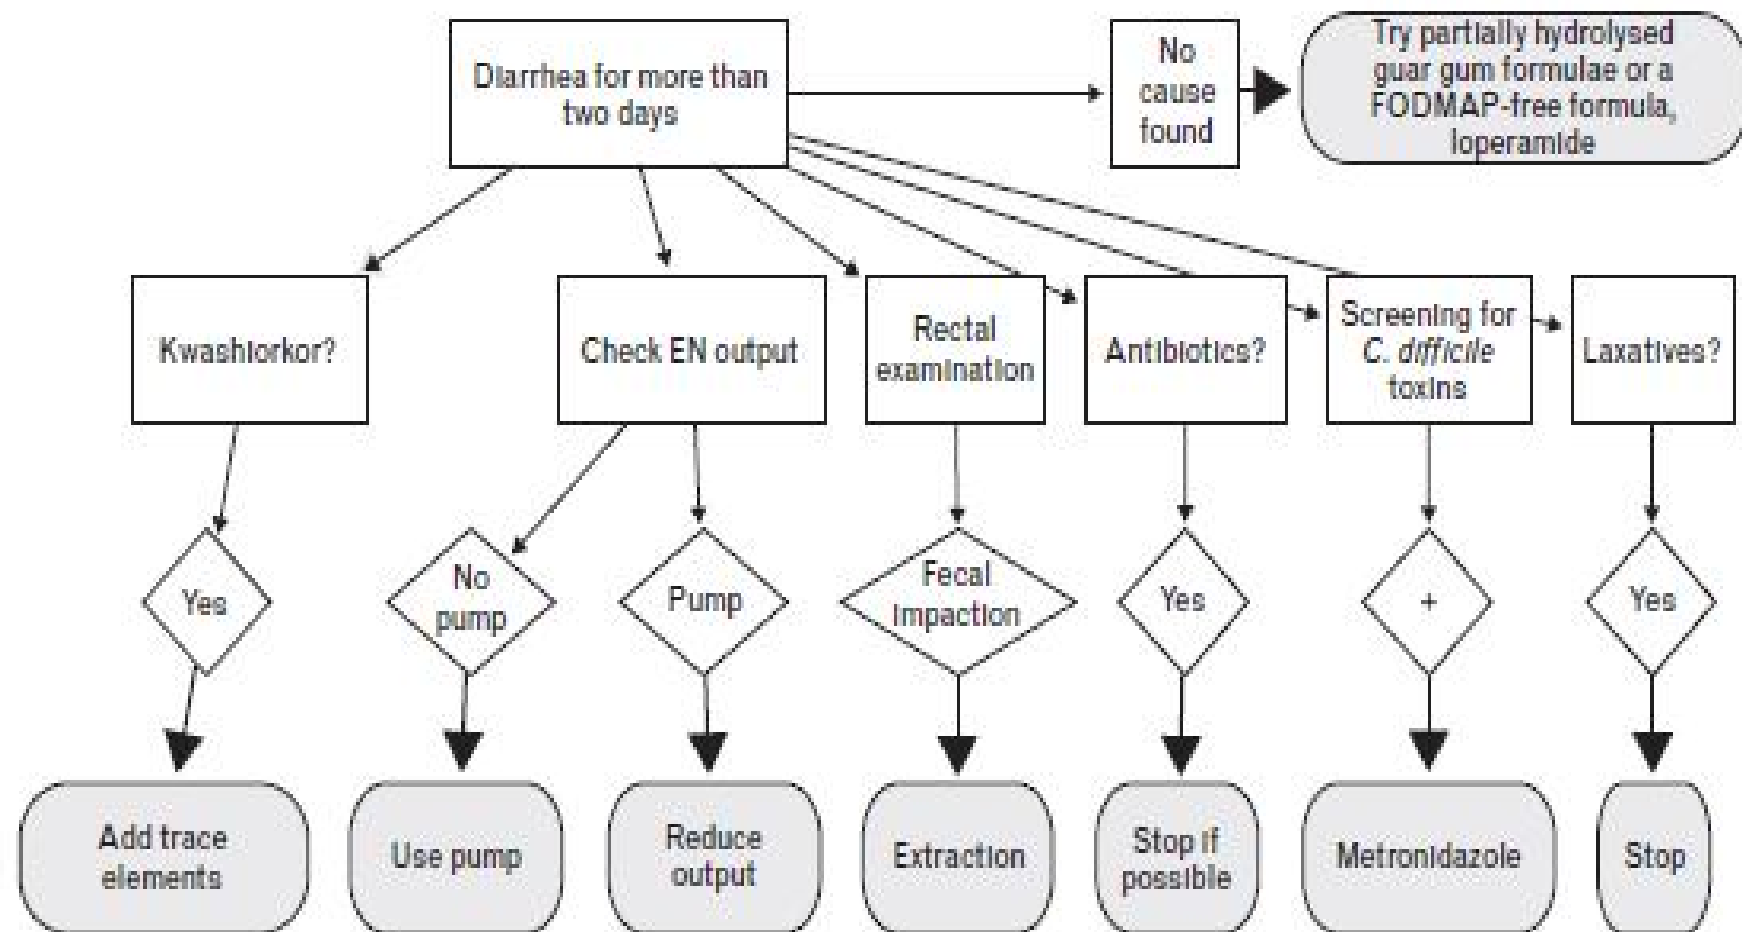 Diarrhea for more than
two days
No
cause
found
Try partially hydrolysed
guar gum formulae or a
FODMAP-free formula,
loperamide
Kwashiorkor?
Check EN output
Rectal
examination
Antibiotics?
Screening for
C. difficile
toxins
Laxatives?
Yes
No
pump
Pump
Fecal
impaction
Yes
+
Yes
Add trace
elements
Use pump
Reduce
output
Extraction
Stop if
possible
Metronidazole
Stop